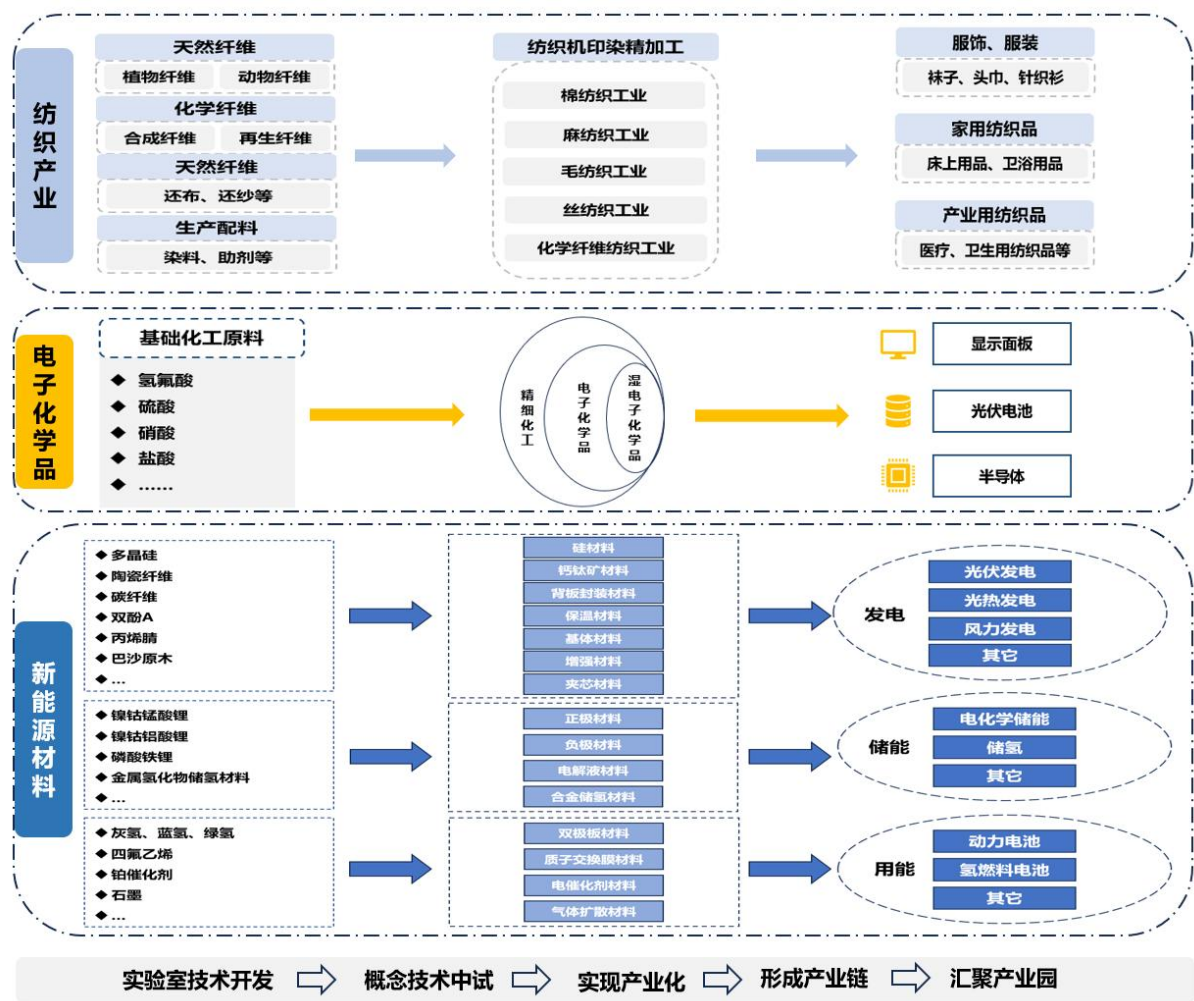 纺织产业
天然纤维
植物纤维 动物纤维
化学纤维
合成纤维 再生纤维
天然纤维
还布、还纱等
生产配料
染料、助剂等
纺织机印染精加工
棉纺织工业
麻纺织工业
毛纺织工业
丝纺织工业
化学纤维纺织工业
服饰、服装
袜子、头巾、针织衫
家用纺织品
床上用品、卫浴用品
产业用纺织品
医疗、卫生用纺织品等
电子化学品
基础化工原料
◆ 氢氟酸
◆ 硫酸
◆ 硝酸
◆ 盐酸
◆ ......
精细化工
电子化学品
湿电子化学品
显示面板
光伏电池
半导体
新能源材料
◆ 多晶硅
◆ 陶瓷纤维
◆ 碳纤维
◆ 双酚A
◆ 丙烯腈
◆ 巴沙原木
◆ ...
硅材料
钙钛矿材料
背板封装材料
保温材料
基体材料
增强材料
夹芯材料
发电
光伏发电
光热发电
风力发电
其它
◆ 镍钴锰酸锂
◆ 镍钴铝酸锂
◆ 磷酸铁锂
◆ 金属氢化物储氢材料
◆ ...
正极材料
负极材料
电解液材料
合金储氢材料
储能
电化学储能
储氢
其它
◆ 灰氢、蓝氢、绿氢
◆ 四氟乙烯
◆ 铂催化剂
◆ 石墨
◆ ...
双极板材料
质子交换膜材料
电催化剂材料
气体扩散材料
用能
动力电池
氢燃料电池
其它
实验室技术开发 概念技术中试 实现产业化 形成产业链 汇聚产业园